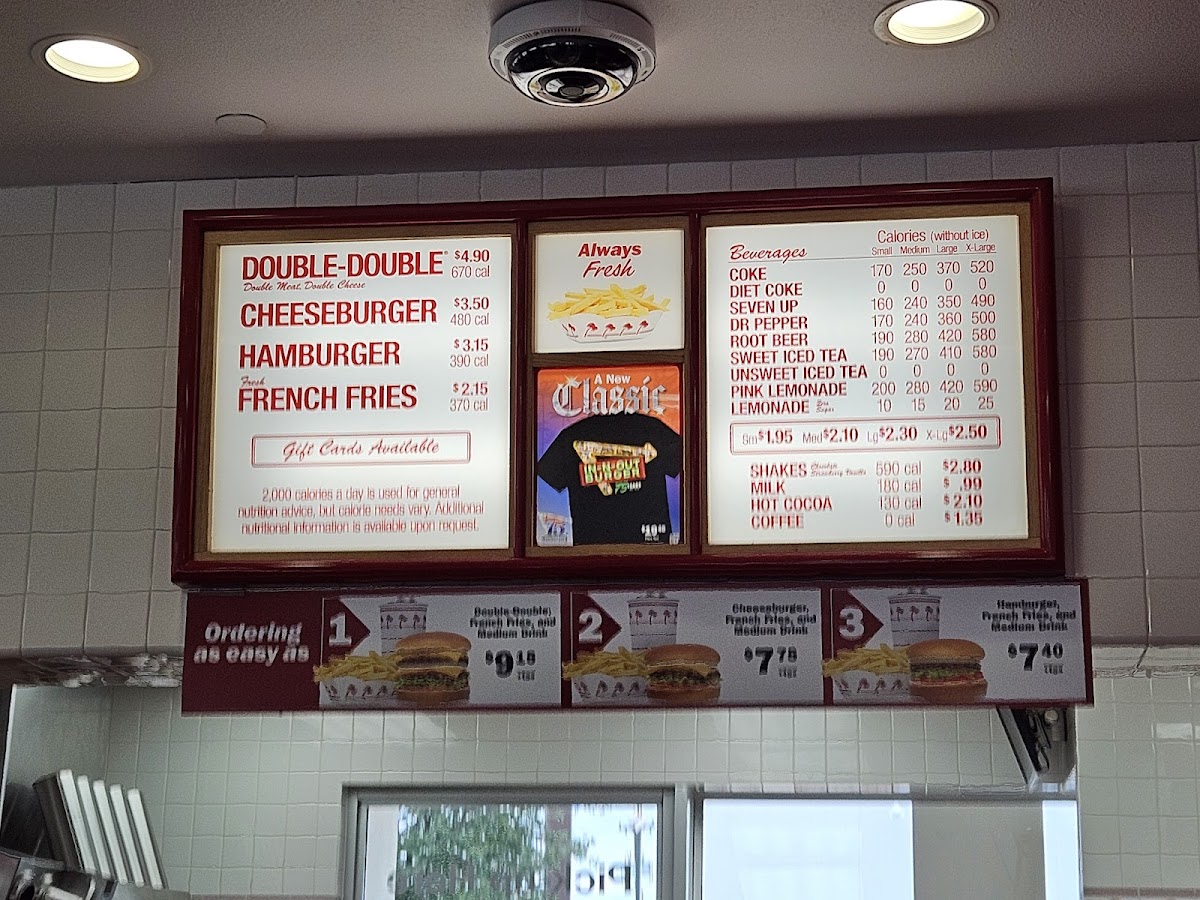 DOUBLE-DOUBLE® $4.90
Double Meat, Double Cheese 670 cal
CHEESEBURGER $3.50
480 cal
HAMBURGER $3.15
390 cal
Fresh
FRENCH FRIES $2.15
370 cal
Gift Cards Available
2,000 calories a day is used for general
nutrition advice, but calorie needs vary. Additional
nutritional information is available upon request.
Always
Fresh
A New
Classic
IN-N-OUT
BURGER
75
Beverages
Calories (without ice)
Small Medium Large X-Large
COKE 170 250 370 520
DIET COKE 0 0 0 0
SEVEN UP 160 240 350 490
DR PEPPER 170 240 360 500
ROOT BEER 190 280 420 580
SWEET ICED TEA 190 270 410 580
UNSWEET ICED TEA 0 0 0 0
PINK LEMONADE 200 280 420 590
LEMONADE Zero Sugar 10 15 20 25
Sm$1.95 Med$2.10 Lg$2.30 X-Lg$2.50
SHAKES Chocolate Strawberry Vanilla 590 cal $2.80
MILK 180 cal $ .99
HOT COCOA 130 cal $2.10
COFFEE 0 cal $1.35
Ordering
as easy as
1
Double-Double,
French Fries, and
Medium Drink
$9.15
2
Cheeseburger,
French Fries, and
Medium Drink
$7.75
3
Hamburger,
French Fries, and
Medium Drink
$7.40